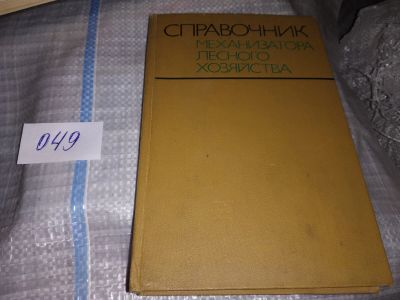 СПРАВОЧНИК
МЕХАНИЗАТОРА
ЛЕСНОГО
ХОЗЯЙСТВА
049